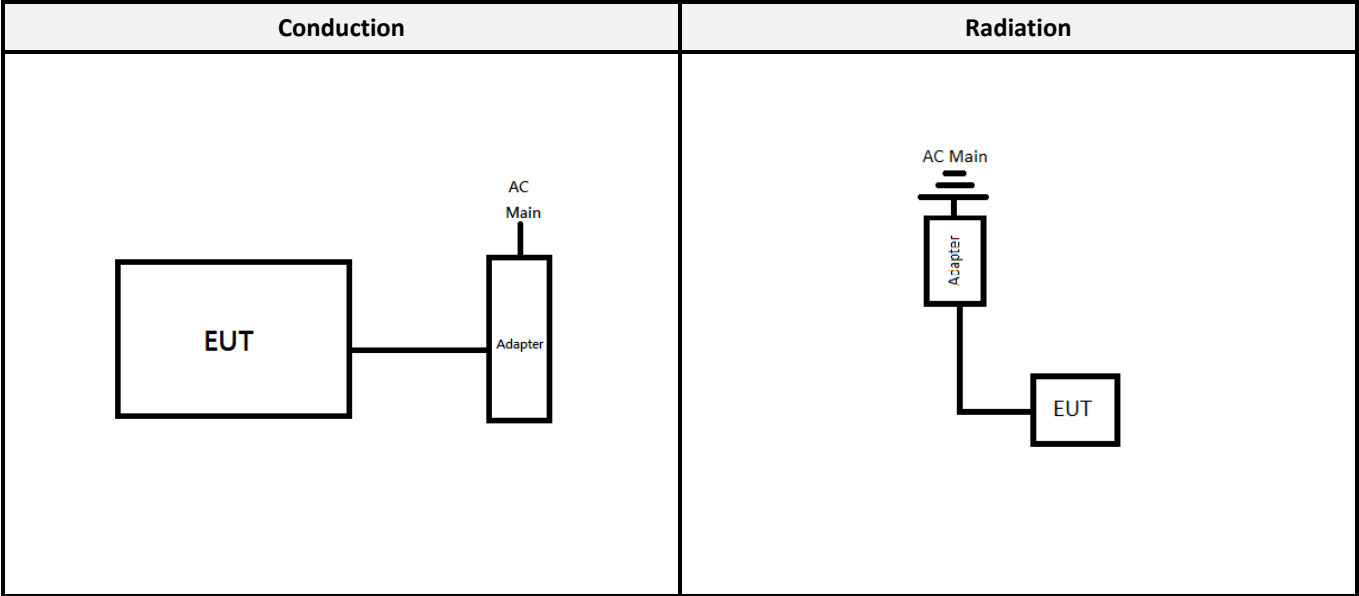 Conduction
Radiation
AC
Main
EUT
Adapter
AC Main
Adapter
EUT